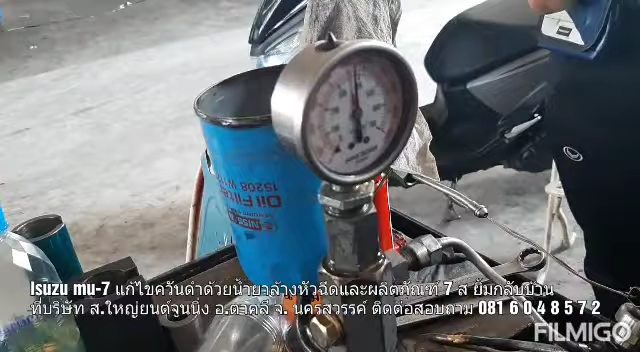 Oil Filter
15208 W1
NISSAN
Isuzu mu-7 แก้ไขควันดำด้วยน้ำยาล้างหัวฉีดและผลิตภัณฑ์ 7 ส ยิ้มกลับบ้าน
ที่บริษัท ส.ใหญ่ยนต์จูนนิ่ง อ.ตาคลี จ. นครสวรรค์ ติดต่อสอบถาม 081 6 0 4 8 5 7 2
FILMIGO